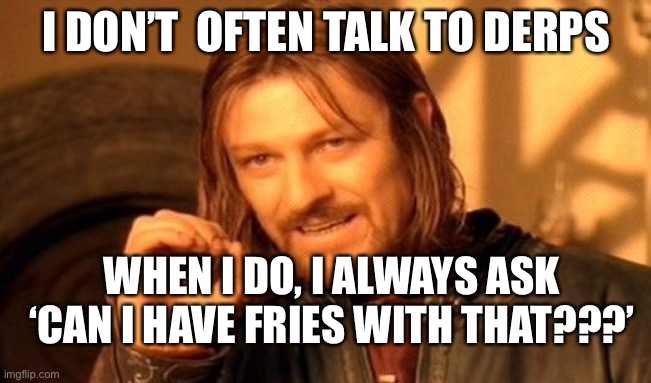 I DON’T  OFTEN TALK TO DERPS
WHEN I DO, I ALWAYS ASK
‘CAN I HAVE FRIES WITH THAT???’
imgflip.com